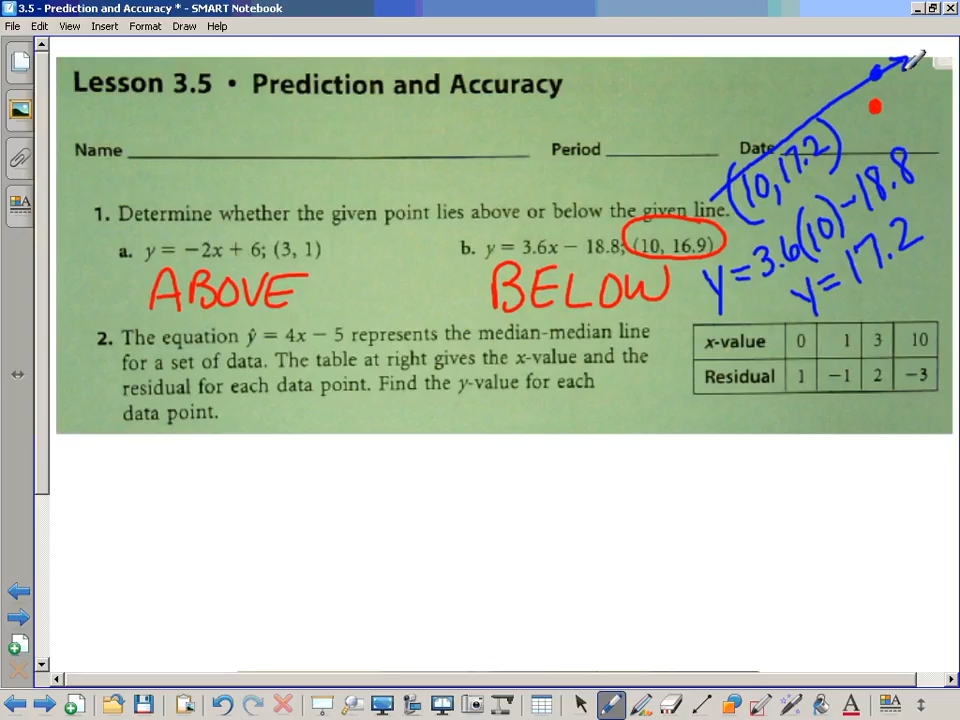 3.5 - Prediction and Accuracy * - SMART Notebook
File Edit View Insert Format Draw Help
Lesson 3.5 • Prediction and Accuracy
Name Period Date
(10, 17.2)
1. Determine whether the given point lies above or below the given line.
a. y = −2x + 6; (3, 1) b. y = 3.6x − 18.8; (10, 16.9)
ABOVE BELOW
y = 3.6(10) - 18.8
y = 17.2
2. The equation ŷ = 4x − 5 represents the median-median line
for a set of data. The table at right gives the x-value and the
residual for each data point. Find the y-value for each
data point.
x-value 0 1 3 10
Residual 1 −1 2 −3